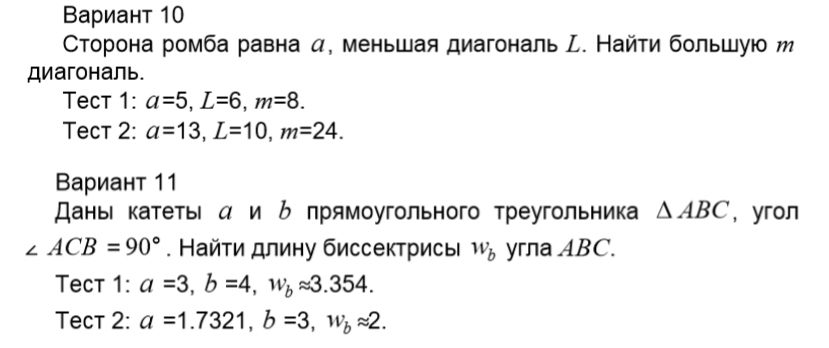 Вариант 10
Сторона ромба равна a, меньшая диагональ L. Найти большую m
диагональ.
Тест 1: a=5, L=6, m=8.
Тест 2: a=13, L=10, m=24.
Вариант 11
Даны катеты a и b прямоугольного треугольника Δ ABC, угол
∠ ACB = 90°. Найти длину биссектрисы w_b угла ABC.
Тест 1: a =3, b =4, w_b ≈3.354.
Тест 2: a =1.7321, b =3, w_b ≈2.